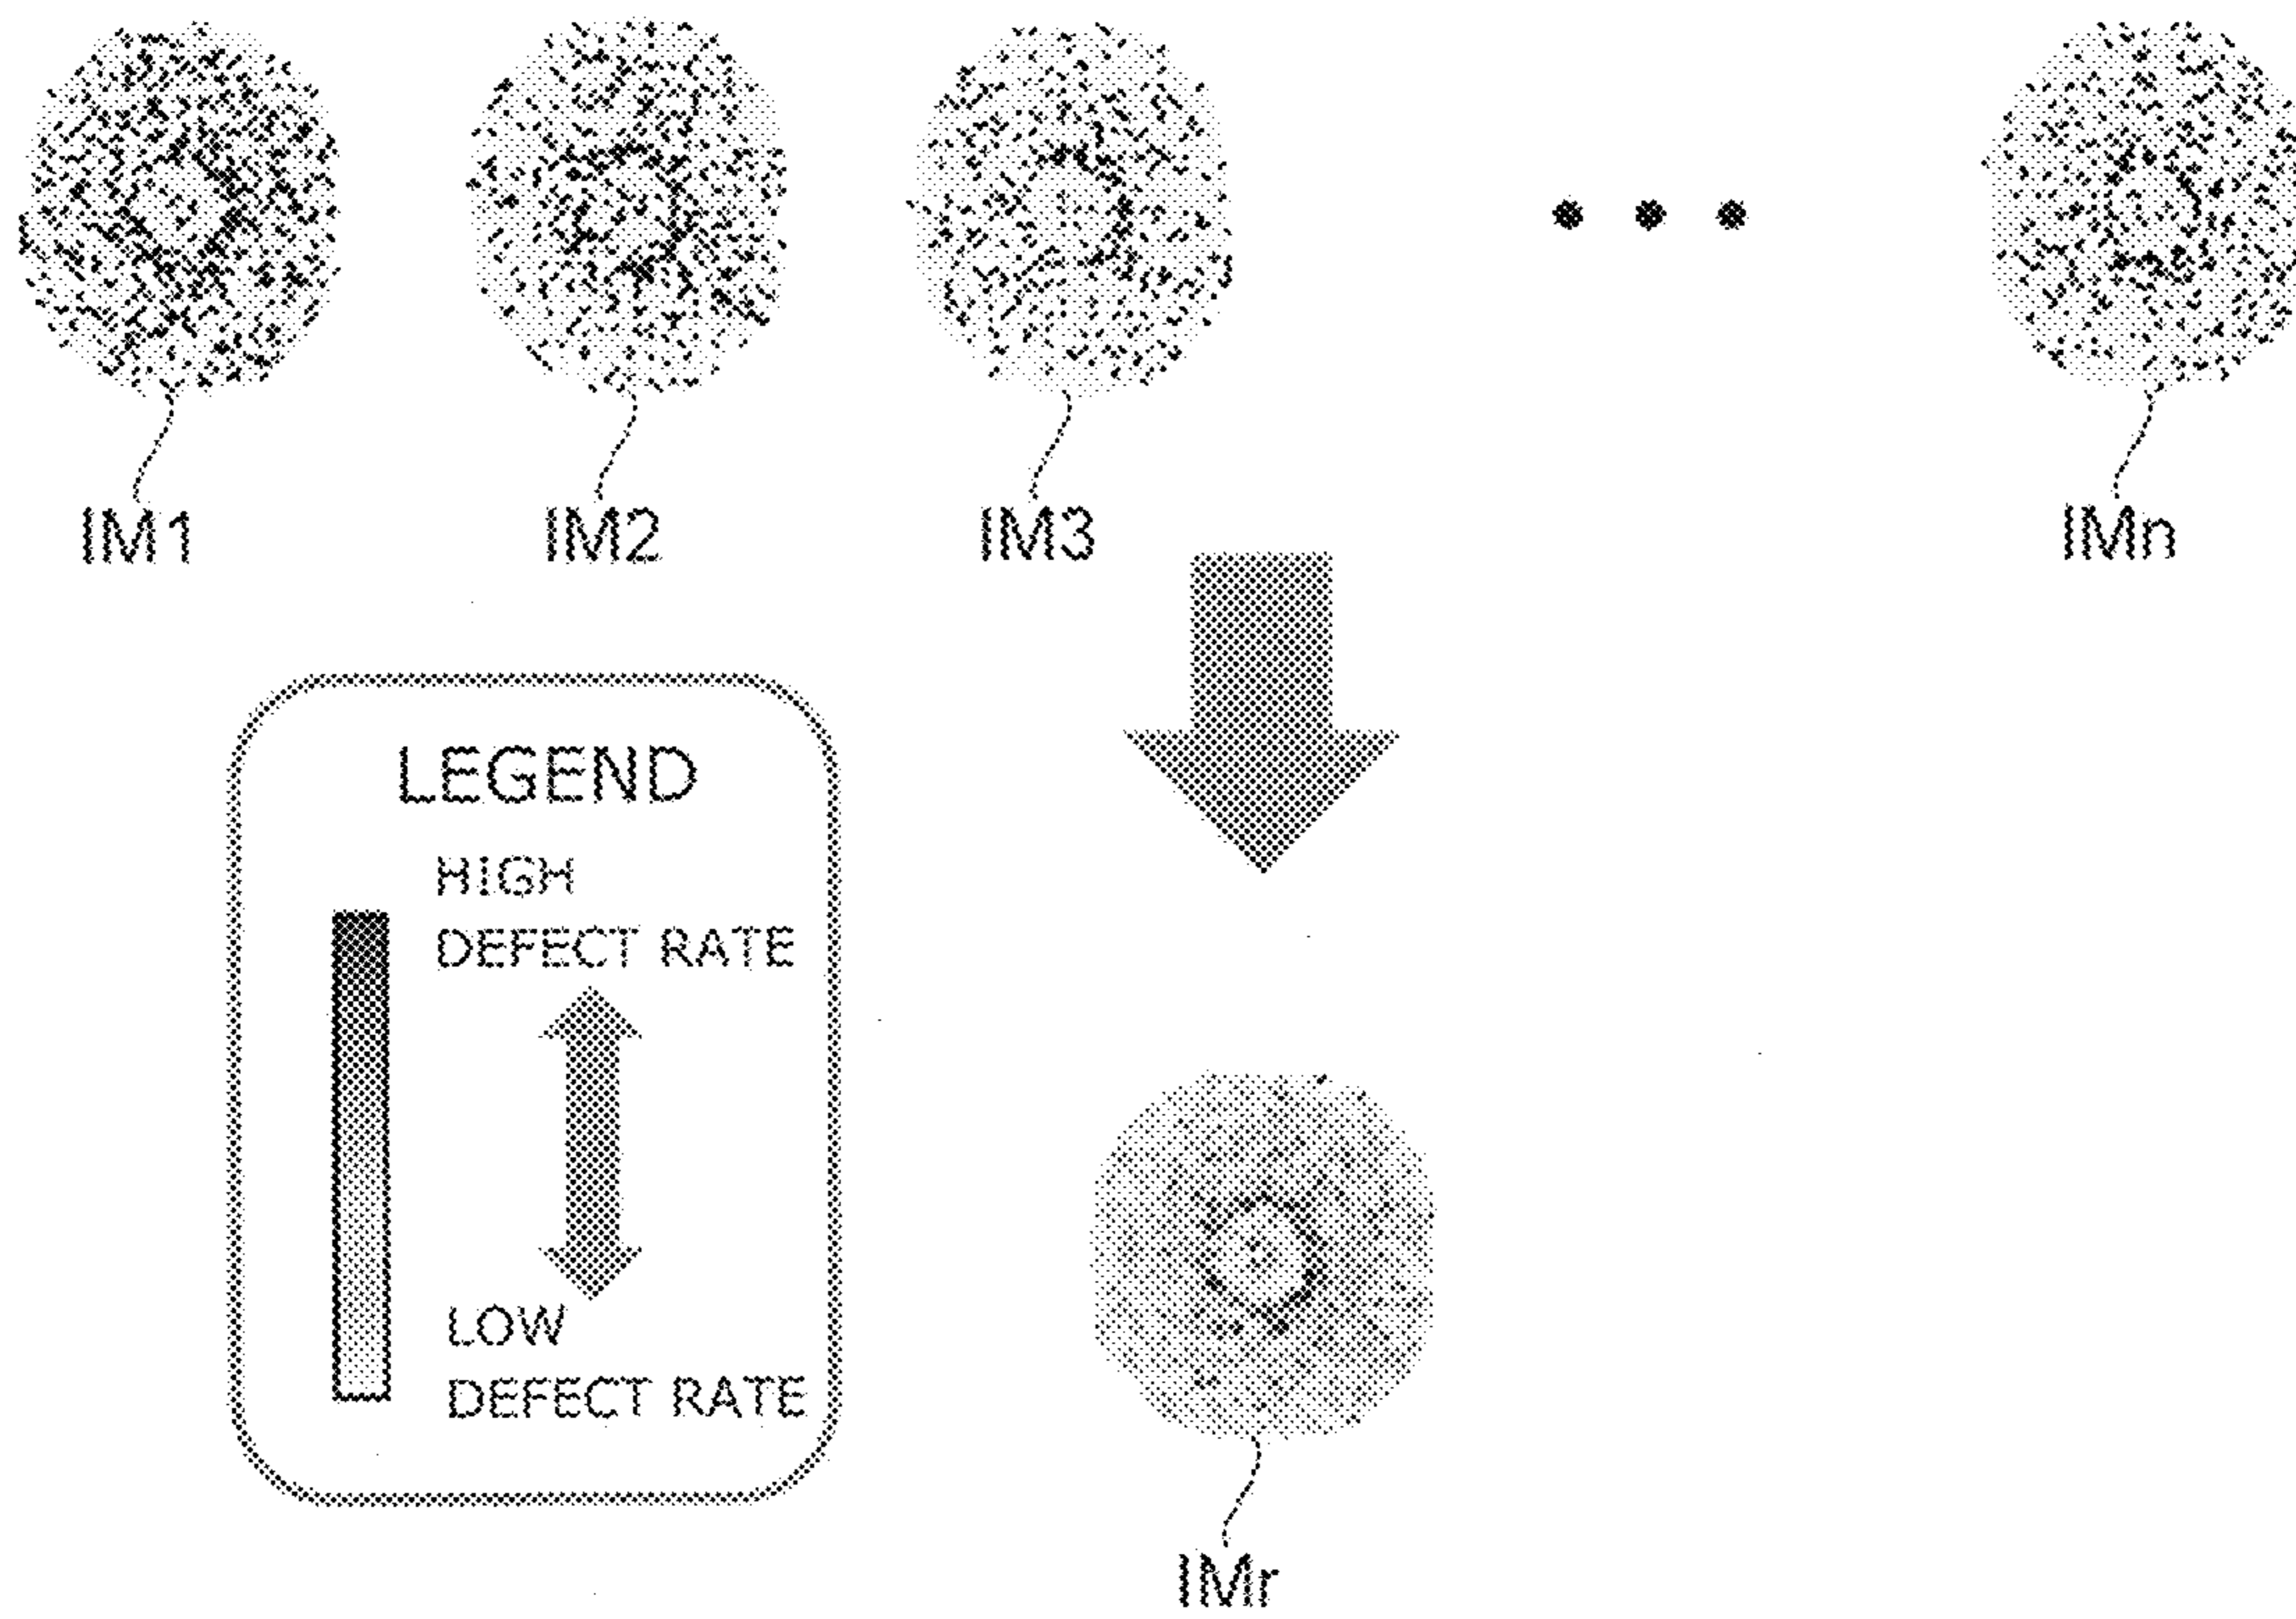 IM1
IM2
IM3
IMn
LEGEND
HIGH
DEFECT RATE
LOW
DEFECT RATE
IMr